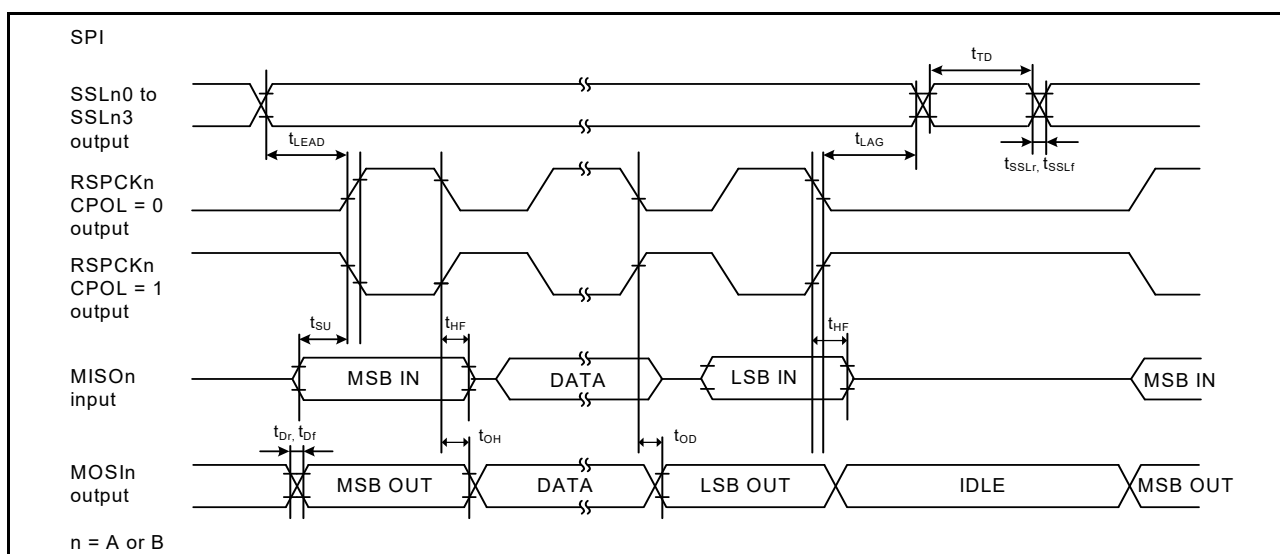 SPI
tTD
SSLn0 to
SSLn3
output
tLEAD
tLAG
tSSLr, tSSLf
RSPCKn
CPOL = 0
output
RSPCKn
CPOL = 1
output
tSU
tHF
tHF
MISOn
input
MSB IN
DATA
LSB IN
MSB IN
tDr, tDf
tOH
tOD
MOSIn
output
MSB OUT
DATA
LSB OUT
IDLE
MSB OUT
n = A or B